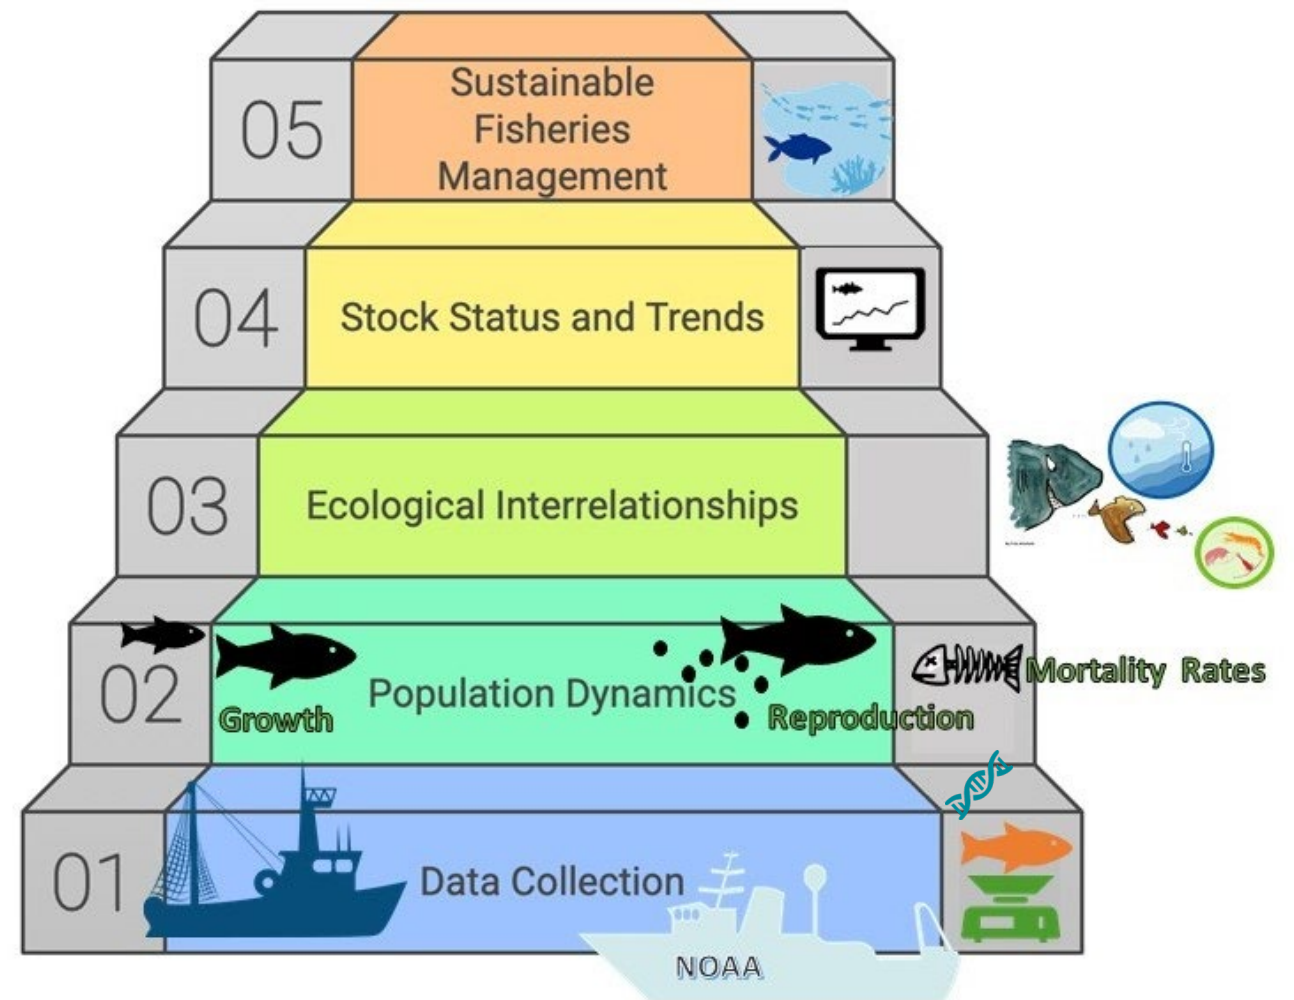 05
Sustainable
Fisheries
Management
04
Stock Status and Trends
03
Ecological Interrelationships
02
Population Dynamics
Growth
Reproduction
Mortality Rates
01
Data Collection
NOAA